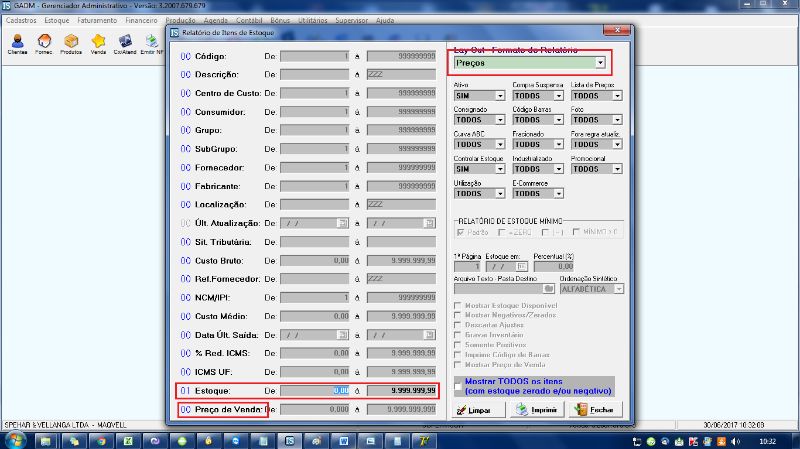 GADM - Gerenciador Administrativo - Versão: 3.2007.679.679
Cadastros Estoque Faturamento Financeiro Produção Agenda Contábil Bônus Utilitários Supervisor Ajuda
Clientes Fornec. Produtos Venda Cx/Atend Emitir NF
Relatório de Itens de Estoque
00 Código: De: 1 á 999999999
00 Descrição: De: á ZZZ
00 Centro de Custo: De: 1 á 999999999
00 Consumidor: De: 1 á 999999999
00 Grupo: De: 1 á 999999999
00 SubGrupo: De: 1 á 999999999
00 Fornecedor: De: 1 á 999999999
00 Fabricante: De: 1 á 999999999
00 Localização: De: á ZZZ
00 Últ. Atualização: De: / / á / /
00 Sit. Tributária: De: á
00 Custo Bruto: De: 0,00 á 9.999.999,99
00 Ref.Fornecedor: De: á ZZZ
00 NCM/IPI: De: 1 á 99999999
00 Custo Médio: De: 0,00 á 9.999.999,99
00 Data Últ. Saída: De: / / á / /
00 % Red. ICMS: De: 0,00 á 9.999.999,99
00 ICMS UF: De: 0,00 á 9.999.999,99
01 Estoque: De: 0,00 á 9.999.999,99
00 Preço de Venda: De: 0,000 á 9.999.999,999
Lay Out - Formato do Relatório
Preços
Ativo Compra Suspensa Lista de Preços
SIM TODOS TODOS
Consignado Código Barras Foto
TODOS TODOS TODOS
Curva ABC Fracionado Fora regra atualiz.
TODOS TODOS TODOS
Controlar Estoque Industrializado Promocional
SIM TODOS TODOS
Utilização E-Commerce
TODOS TODOS
RELATÓRIO DE ESTOQUE MÍNIMO
Padrão =ZERO ( - ) MÍNIMO > 0
1ª Página Estoque em: Percentual (%)
1 / / 0,00
Arquivo Texto - Pasta Destino Ordenação Sintético
ALFABÉTICA
Mostrar Estoque Disponível
Mostrar Negativos/Zerados
Descartar Ajustes
Gravar Inventário
Somente Positivos
Imprime Código de Barras
Mostrar Preço de Venda
Mostrar TODOS os itens
(com estoque zerado e/ou negativo)
Limpar Imprimir Fechar
SPEHAR & VELLANGA LTDA - MAQVELL 30/06/2017 10:32:08
10:32